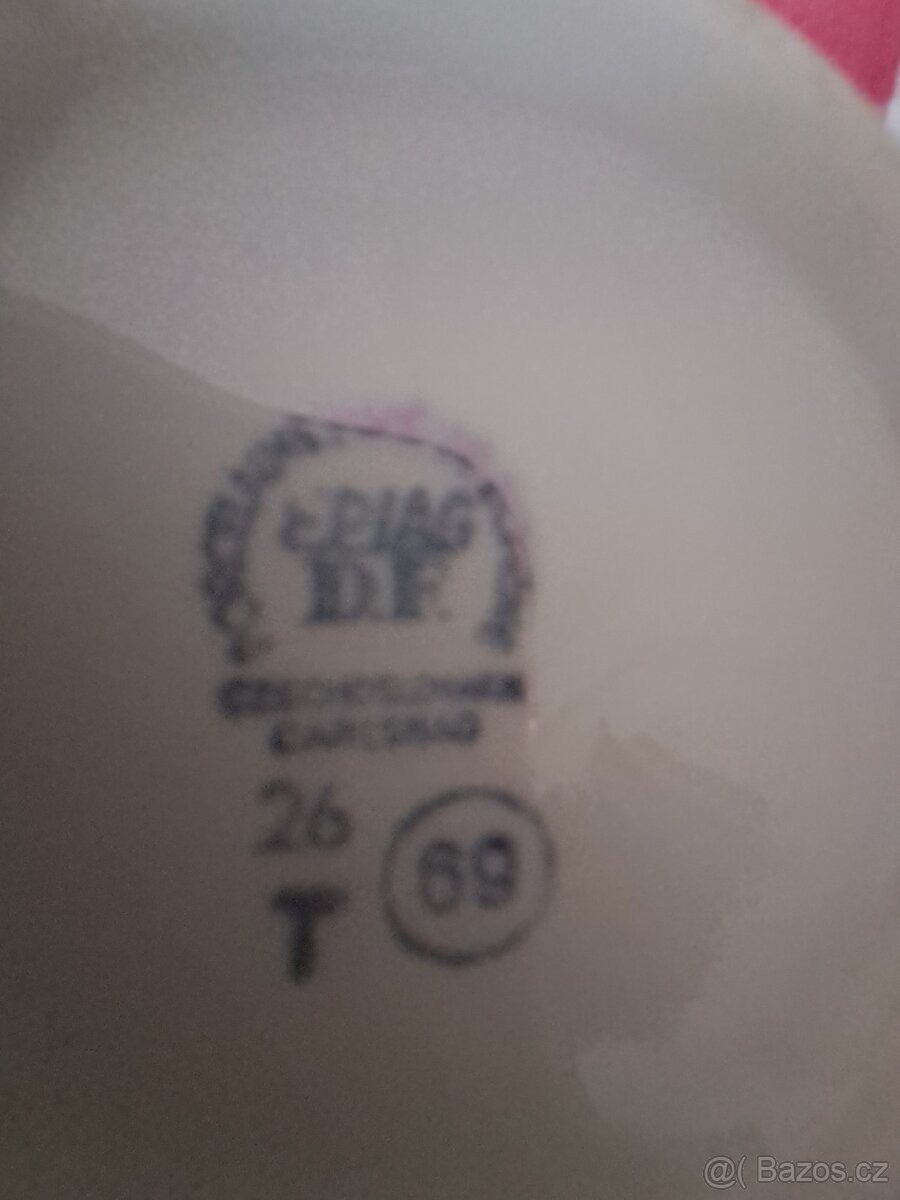 EPIAG
D.F.
CZECHOSLOVAKIA
CARLSBAD
26
69
T
@( Bazos.cz